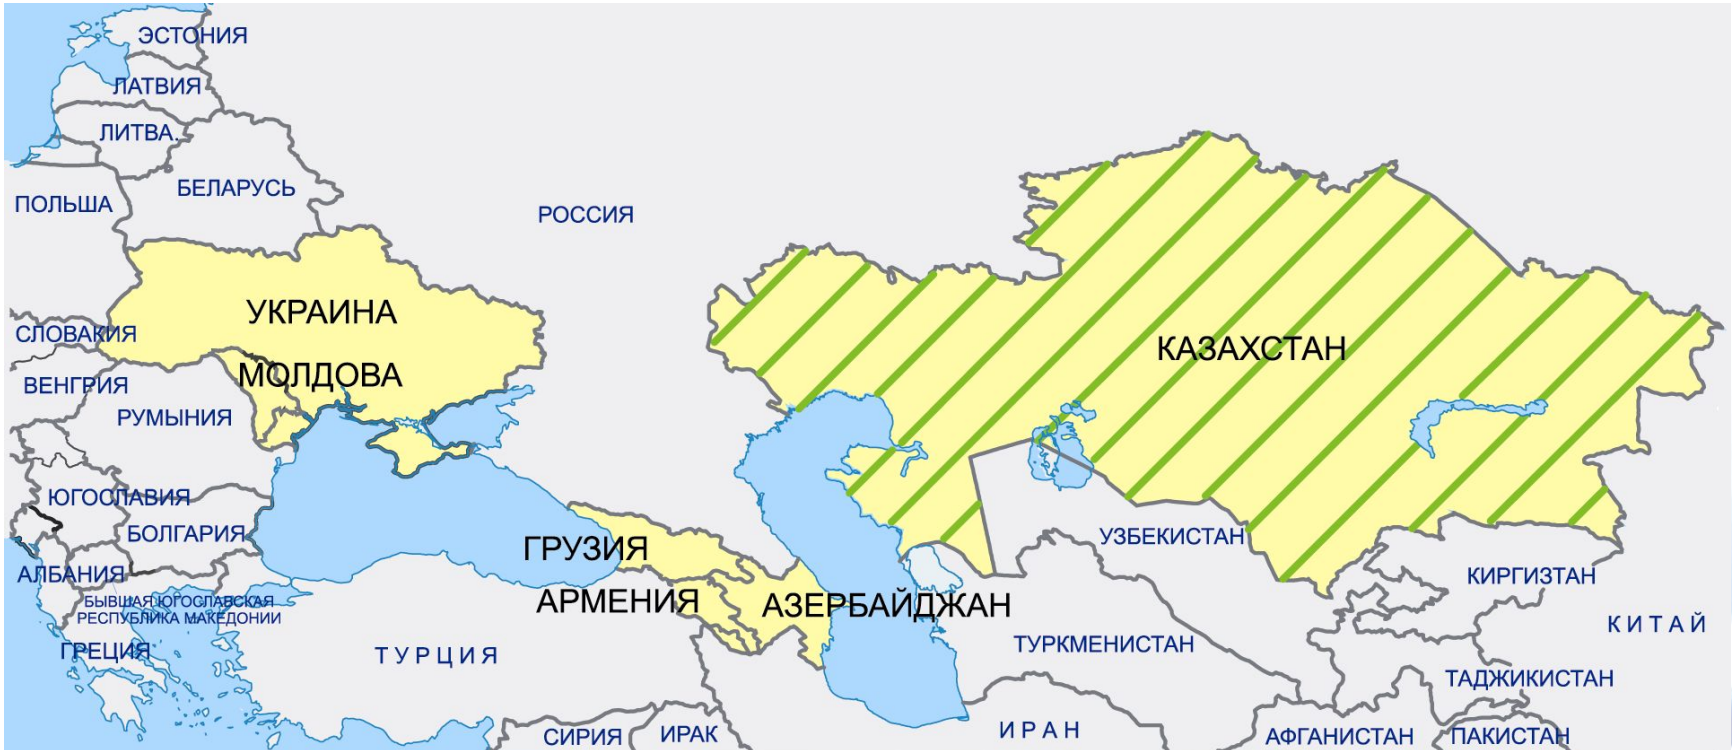 ЭСТОНИЯ
ЛАТВИЯ
ЛИТВА.
БЕЛАРУСЬ
ПОЛЬША
РОССИЯ
УКРАИНА
СЛОВАКИЯ
КАЗАХСТАН
МОЛДОВА
ВЕНГРИЯ
РУМЫНИЯ
ЮГОСЛАВИЯ
БОЛГАРИЯ
УЗБЕКИСТАН
ГРУЗИЯ
АЛБАНИЯ
КИРГИЗТАН
БЫВШАЯ ЮГОСЛАВСКАЯ
РЕСПУБЛИКА МАКЕДОНИИ
АРМЕНИЯ
АЗЕРБАЙДЖАН
КИТАЙ
ГРЕЦИЯ
ТУРЦИЯ
ТУРКМЕНИСТАН
ТАДЖИКИСТАН
СИРИЯ
ИРАК
ИРАН
АФГАНИСТАН
ПАКИСТАН